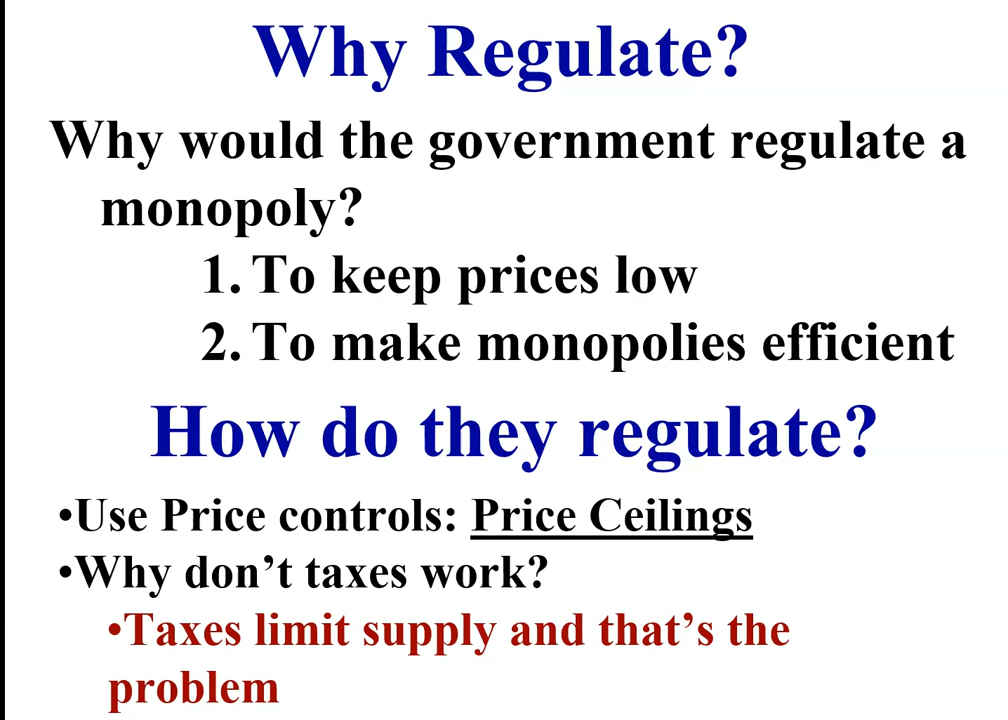 Why Regulate?
Why would the government regulate a
monopoly?
1. To keep prices low
2. To make monopolies efficient
How do they regulate?
•Use Price controls: Price Ceilings
•Why don’t taxes work?
•Taxes limit supply and that’s the
problem